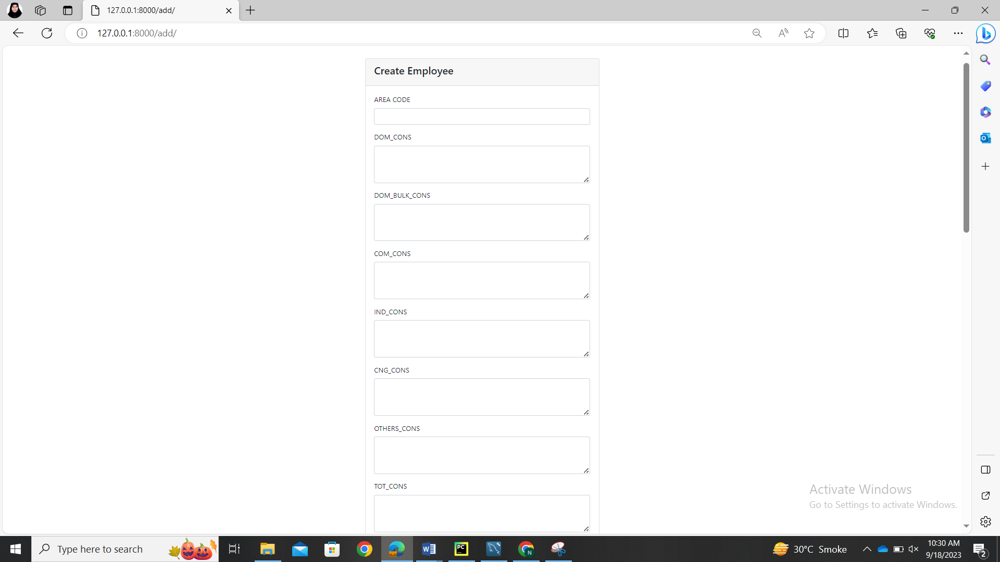 127.0.0.1:8000/add/
127.0.0.1:8000/add/
Create Employee
AREA CODE
DOM_CONS
DOM_BULK_CONS
COM_CONS
IND_CONS
CNG_CONS
OTHERS_CONS
TOT_CONS
Activate Windows
Go to Settings to activate Windows.
Type here to search
PC
N
30°C Smoke
10:30 AM
9/18/2023
2